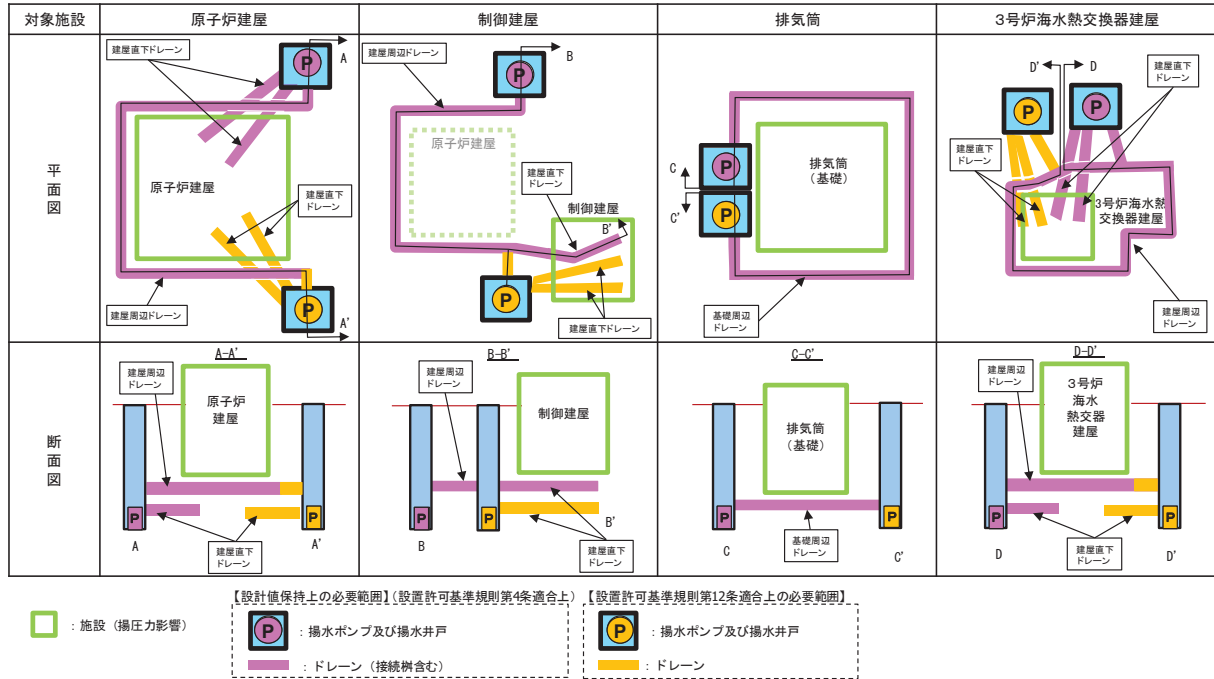 対象施設
原子炉建屋
制御建屋
排気筒
3号炉海水熱交換器建屋
平面図
建屋直下ドレーン
P
A
原子炉建屋
建屋直下
ドレーン
P
A'
建屋周辺ドレーン
建屋周辺ドレーン
P
B
原子炉建屋
建屋直下
ドレーン
制御建屋
B'
P
建屋直下ドレーン
C
P
C'
P
排気筒
(基礎)
基礎周辺
ドレーン
D'
D
建屋直下
ドレーン
P
P
建屋直下
ドレーン
3号炉海水熱
交換器建屋
建屋周辺
ドレーン
断面図
A-A'
建屋周辺
ドレーン
原子炉
建屋
P
P
A
A'
建屋直下
ドレーン
B-B'
建屋周辺
ドレーン
制御建屋
P
P
B
B'
建屋直下
ドレーン
C-C'
排気筒
(基礎)
P
P
C
C'
基礎周辺
ドレーン
D-D'
建屋周辺
ドレーン
3号炉
海水
熱交器
建屋
P
P
D
D'
建屋直下
ドレーン
:施設(揚圧力影響)
【設計値保持上の必要範囲】(設置許可基準規則第4条適合上)
P
:揚水ポンプ及び揚水井戸
:ドレーン(接続桝含む)
【設置許可基準規則第12条適合上の必要範囲】
P
:揚水ポンプ及び揚水井戸
:ドレーン